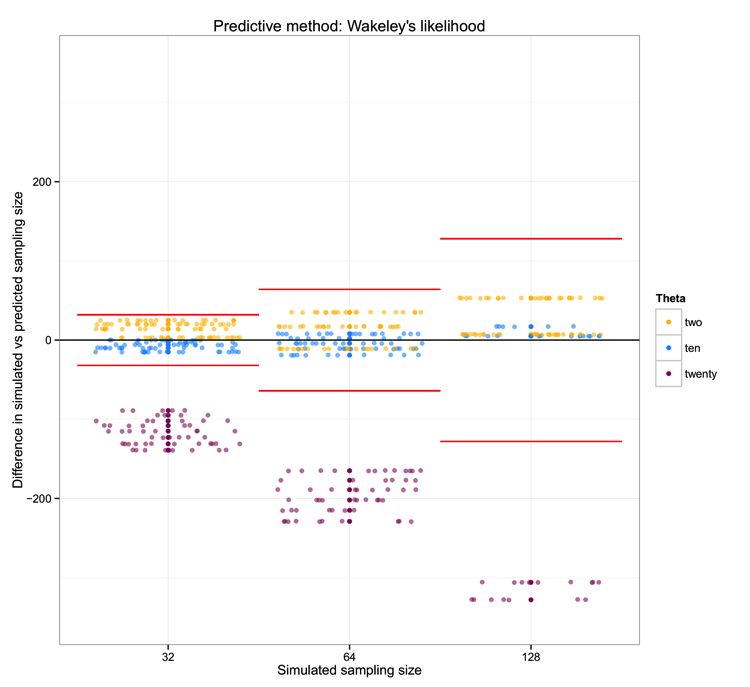 Predictive method: Wakeley's likelihood
Difference in simulated vs predicted sampling size
200
0
−200
32
64
128
Simulated sampling size
Theta
two
ten
twenty